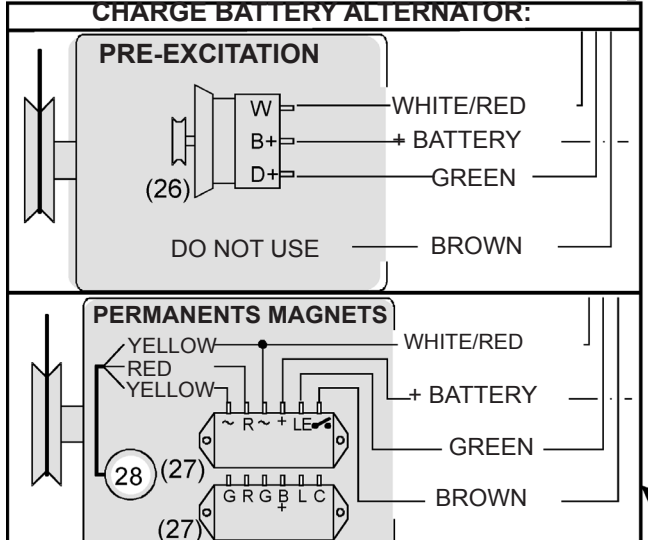 CHARGE BATTERY ALTERNATOR:
PRE-EXCITATION
W WHITE/RED
B+ + BATTERY
D+ GREEN
(26)
DO NOT USE BROWN
PERMANENTS MAGNETS
YELLOW WHITE/RED
RED
YELLOW + BATTERY
~ R ~ + LE
GREEN
28 (27)
G R G B+ L C BROWN
(27)